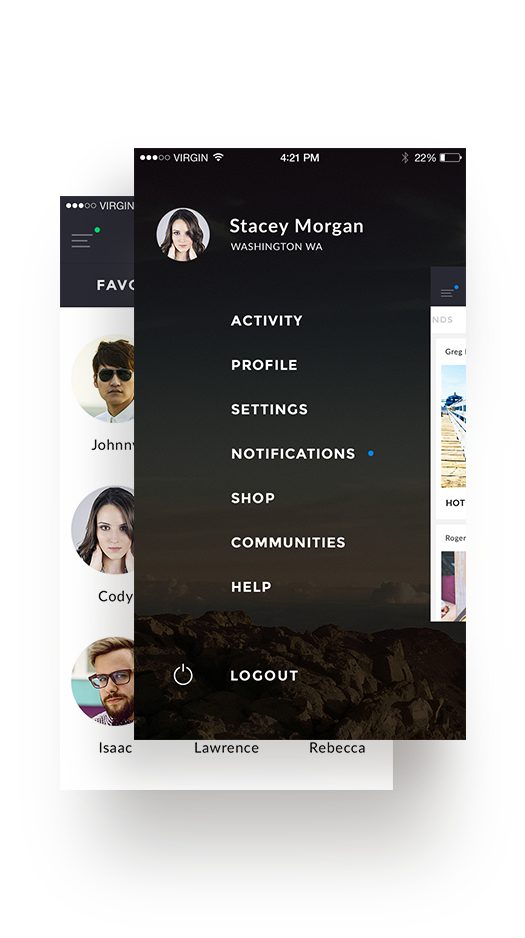 VIRGIN
4:21 PM
22%
Stacey Morgan
WASHINGTON WA
ACTIVITY
PROFILE
SETTINGS
NOTIFICATIONS
SHOP
COMMUNITIES
HELP
LOGOUT
VIRGIN
FAVO
Johnny
Cody
Isaac
Lawrence
Rebecca
NDS
Greg
HOT
Roger